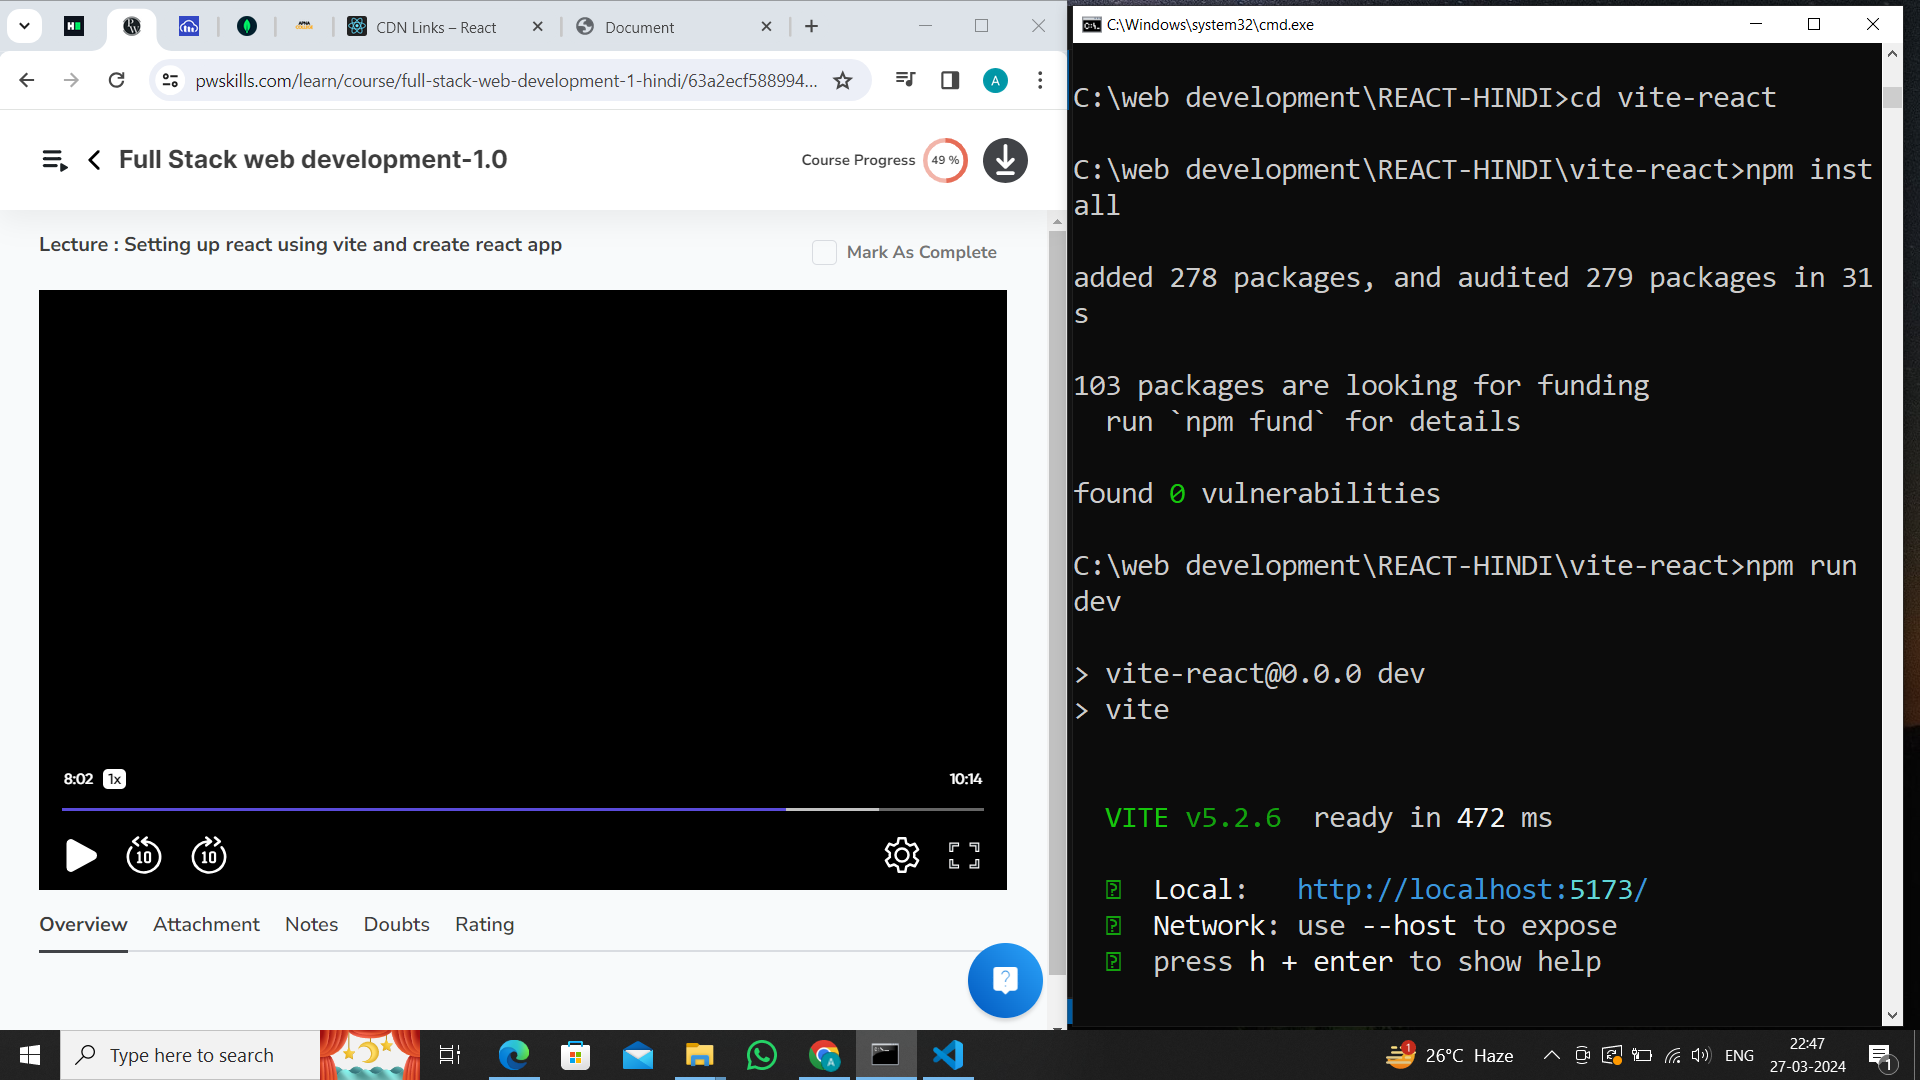 CDN Links – React
Document
pwskills.com/learn/course/full-stack-web-development-1-hindi/63a2ecf588994...
A
Full Stack web development-1.0
Course Progress
49 %
Lecture : Setting up react using vite and create react app
Mark As Complete
8:02
1x
10:14
10
10
Overview
Attachment
Notes
Doubts
Rating
C:\Windows\system32\cmd.exe
C:\web development\REACT-HINDI>cd vite-react
C:\web development\REACT-HINDI\vite-react>npm inst
all
added 278 packages, and audited 279 packages in 31
s
103 packages are looking for funding
run `npm fund` for details
found 0 vulnerabilities
C:\web development\REACT-HINDI\vite-react>npm run
dev
> vite-react@0.0.0 dev
> vite
VITE v5.2.6 ready in 472 ms
Local: http://localhost:5173/
Network: use --host to expose
press h + enter to show help
Type here to search
1
26°C Haze
ENG
22:47
27-03-2024
1